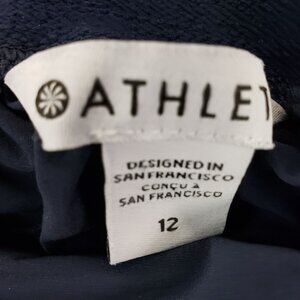 ATHLET
DESIGNED IN
SAN FRANCISCO
CONÇU À
SAN FRANCISCO
12